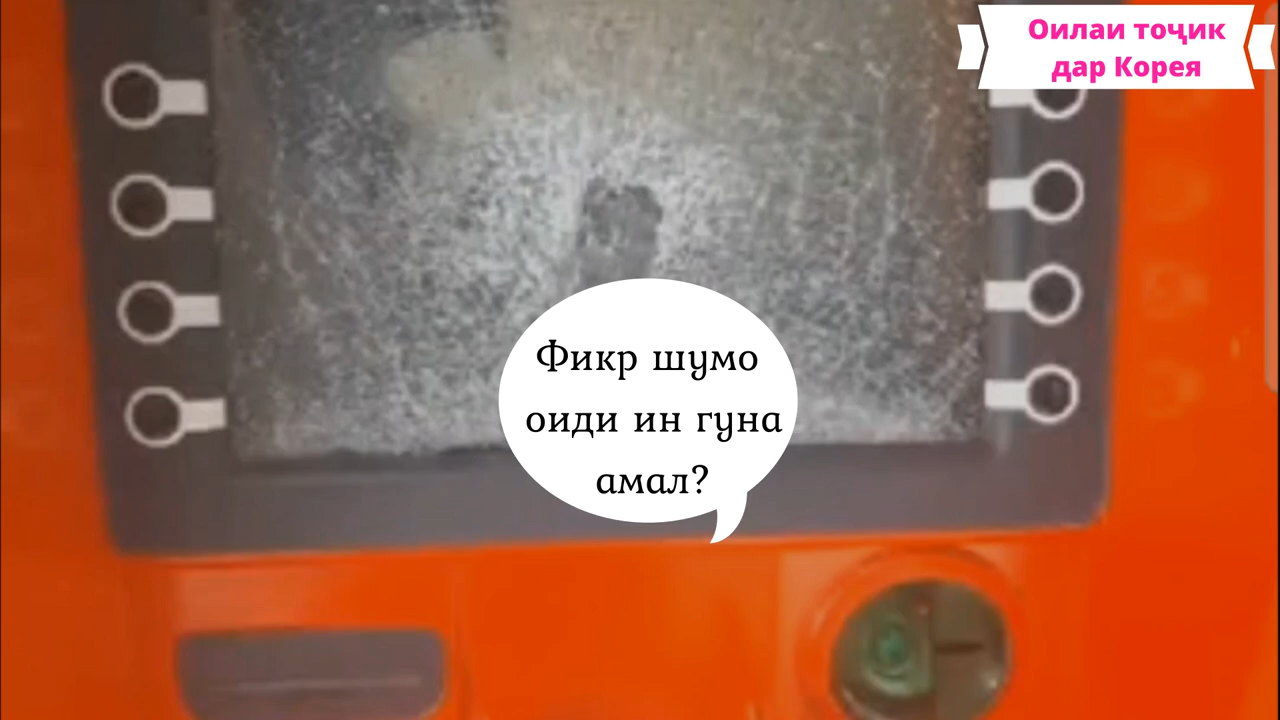 Оилаи тоҷик
дар Корея
Фикр шумо
оиди ин гуна
амал?